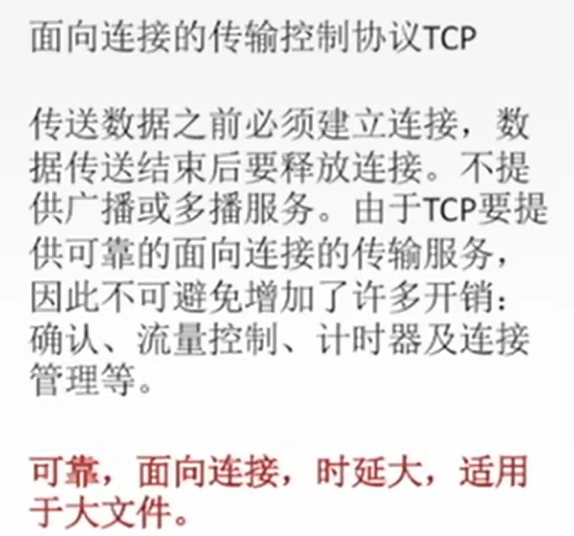 面向连接的传输控制协议TCP
传送数据之前必须建立连接，数
据传送结束后要释放连接。不提
供广播或多播服务。由于TCP要提
供可靠的面向连接的传输服务，
因此不可避免增加了许多开销：
确认、流量控制、计时器及连接
管理等。
可靠，面向连接，时延大，适用
于大文件。